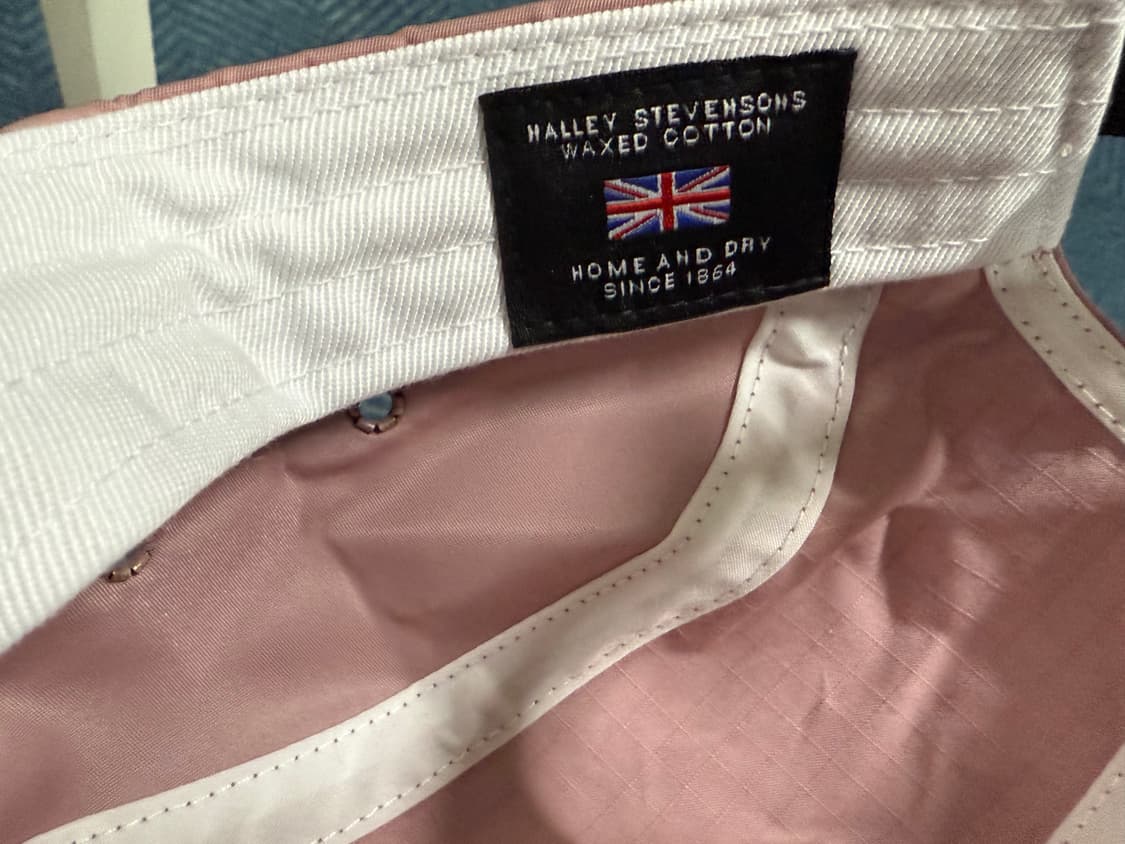 HALLEY STEVENSONS
WAXED COTTON
HOME AND DRY
SINCE 1864